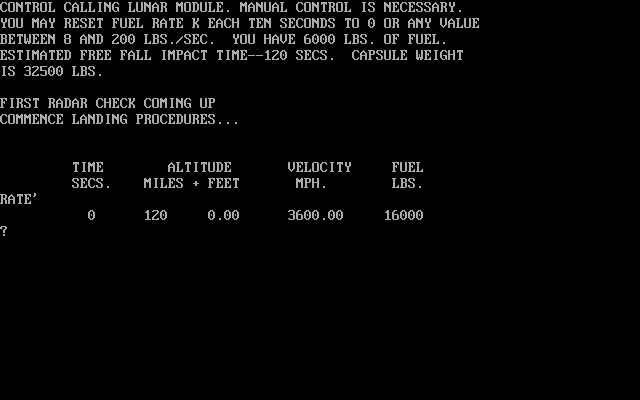 CONTROL CALLING LUNAR MODULE. MANUAL CONTROL IS NECESSARY.
YOU MAY RESET FUEL RATE K EACH TEN SECONDS TO 0 OR ANY VALUE
BETWEEN 8 AND 200 LBS./SEC.  YOU HAVE 6000 LBS. OF FUEL.
ESTIMATED FREE FALL IMPACT TIME--120 SECS.  CAPSULE WEIGHT
IS 32500 LBS.
FIRST RADAR CHECK COMING UP
COMMENCE LANDING PROCEDURES...
TIME ALTITUDE VELOCITY FUEL
SECS. MILES + FEET MPH. LBS.
RATE'
0 120 0.00 3600.00 16000
?